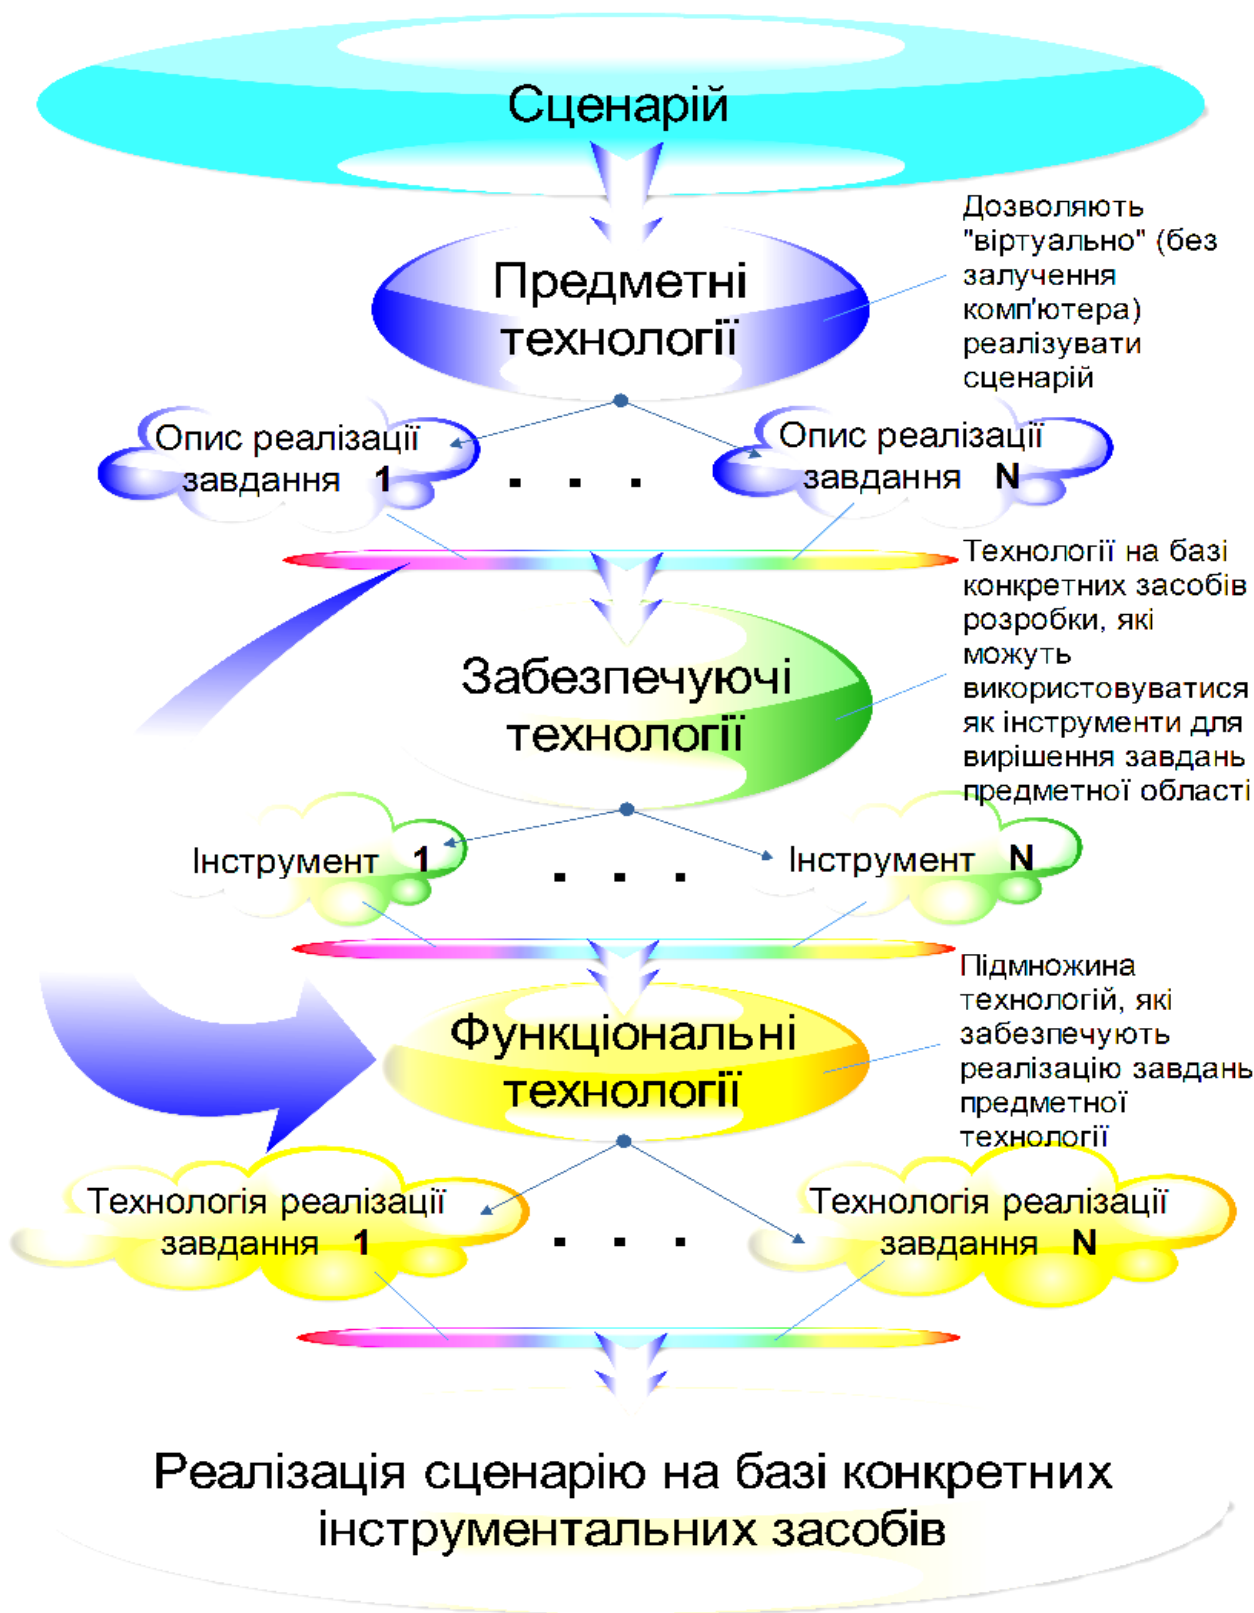 Сценарій
Предметні
технології
Дозволяють
"віртуально" (без
залучення
комп'ютера)
реалізувати
сценарій
Опис реалізації
завдання 1
. . .
Опис реалізації
завдання N
Забезпечуючі
технології
Технології на базі
конкретних засобів
розробки, які
можуть
використовуватися
як інструменти для
вирішення завдань
предметної області
Інструмент 1
. . .
Інструмент N
Функціональні
технології
Підмножина
технологій, які
забезпечують
реалізацію завдань
предметної
технології
Технологія реалізації
завдання 1
. . .
Технологія реалізації
завдання N
Реалізація сценарію на базі конкретних
інструментальних засобів